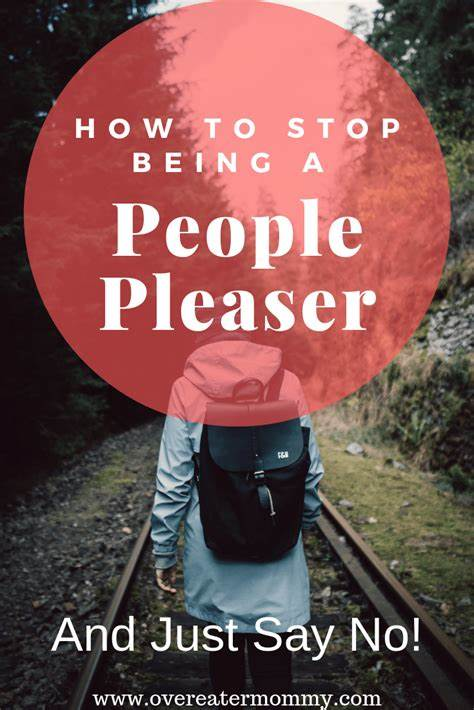 HOW TO STOP
BEING A
People
Pleaser
And Just Say No!
www.overeatermommy.com